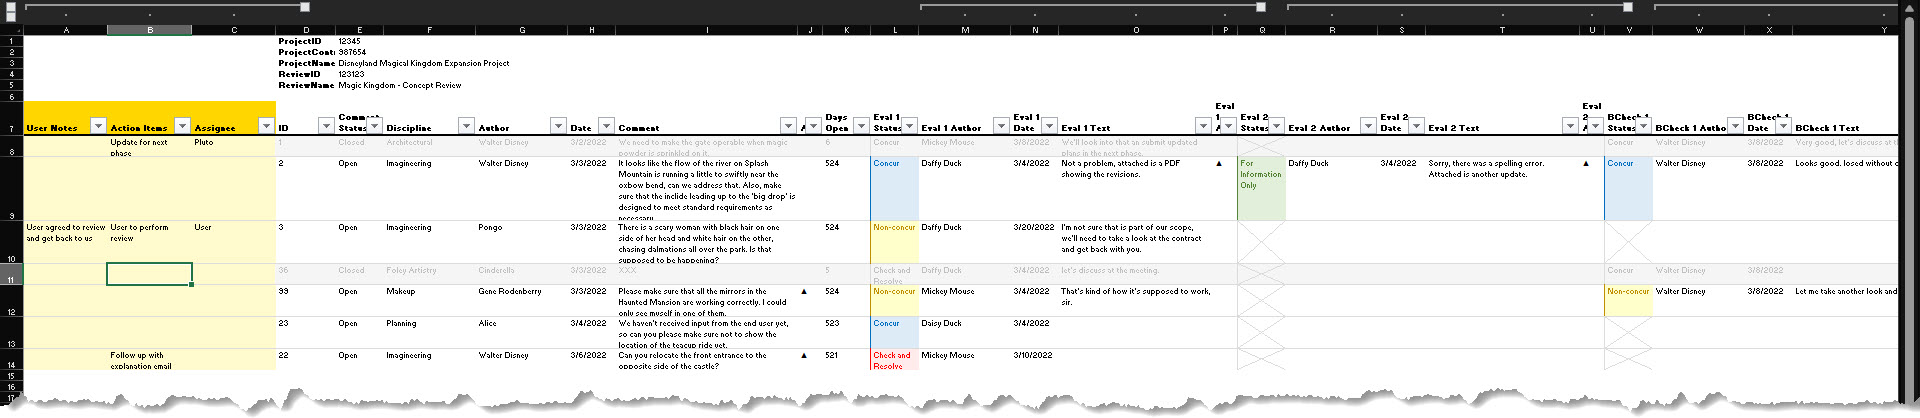 A B C D E F G H I J K L M N O P Q R S T U V W X Y
1 ProjectID 12345
2 ProjectCont 987654
3 ProjectName Disneyland Magical Kingdom Expansion Project
4 ReviewID 123123
5 ReviewName Magic Kingdom - Concept Review
6
7 User Notes Action Items Assignee ID Comment Status Discipline Author Date Comment A Days Open Eval 1 Status Eval 1 Author Eval 1 Date Eval 1 Text Eval 1 A Eval 2 Status Eval 2 Author Eval 2 Date Eval 2 Text Eval 2 A BCheck 1 Status BCheck 1 Autho BCheck 1 Date BCheck 1 Text
8 Update for next phase Pluto 1 Closed Architectural Walter Disney 3/2/2022 We need to make the gate operable when magic
powder is sprinkled on it. 6 Concur Mickey Mouse 3/8/2022 We'll look into that an submit updated
plans in the next phase. Concur Walter Disney 3/8/2022 Very good, let's discuss at th
9 2 Open Imagineering Walter Disney 3/3/2022 It looks like the flow of the river on Splash
Mountain is running a little to swiftly near the
oxbow bend, can we address that. Also, make
sure that the inclide leading up to the 'big drop' is
designed to meet standard requirements as
necessary.
524 Concur Daffy Duck 3/4/2022 Not a problem, attached is a PDF
showing the revisions. ▲ For
Information
Only
Daffy Duck 3/4/2022 Sorry, there was a spelling error.
Attached is another update. ▲ Concur Walter Disney 3/8/2022 Looks good. losed without c
10 User agreed to review
and get back to us
User to perform
review
User 3 Open Imagineering Pongo 3/3/2022 There is a scary woman with black hair on one
side of her head and white hair on the other,
chasing dalmations all over the park. Is that
supposed to be happening?
524 Non-concur Daffy Duck 3/20/2022 I'm not sure that is part of our scope,
we'll need to take a look at the contract
and get back with you.
11 36 Closed Foley Artistry Cinderella 3/3/2022 XXX 5 Check and
Resolve Daffy Duck 3/4/2022 let's discuss at the meeting. Concur Walter Disney 3/8/2022
12 99 Open Makeup Gene Rodenberry 3/3/2022 Please make sure that all the mirrors in the
Haunted Mansion are working correctly. I could
only see myself in one of them.
▲ 524 Non-concur Mickey Mouse 3/4/2022 That's kind of how it's supposed to work,
sir. Non-concur Walter Disney 3/8/2022 Let me take another look and
13 23 Open Planning Alice 3/4/2022 We haven't received input from the end user yet,
so can you please make sure not to show the
location of the teacup ride yet.
523 Concur Daisy Duck 3/4/2022
14 Follow up with
explanation email
22 Open Imagineering Walter Disney 3/6/2022 Can you relocate the front entrance to the
opposite side of the castle? ▲ 521 Check and
Resolve Mickey Mouse 3/10/2022
15
16
17